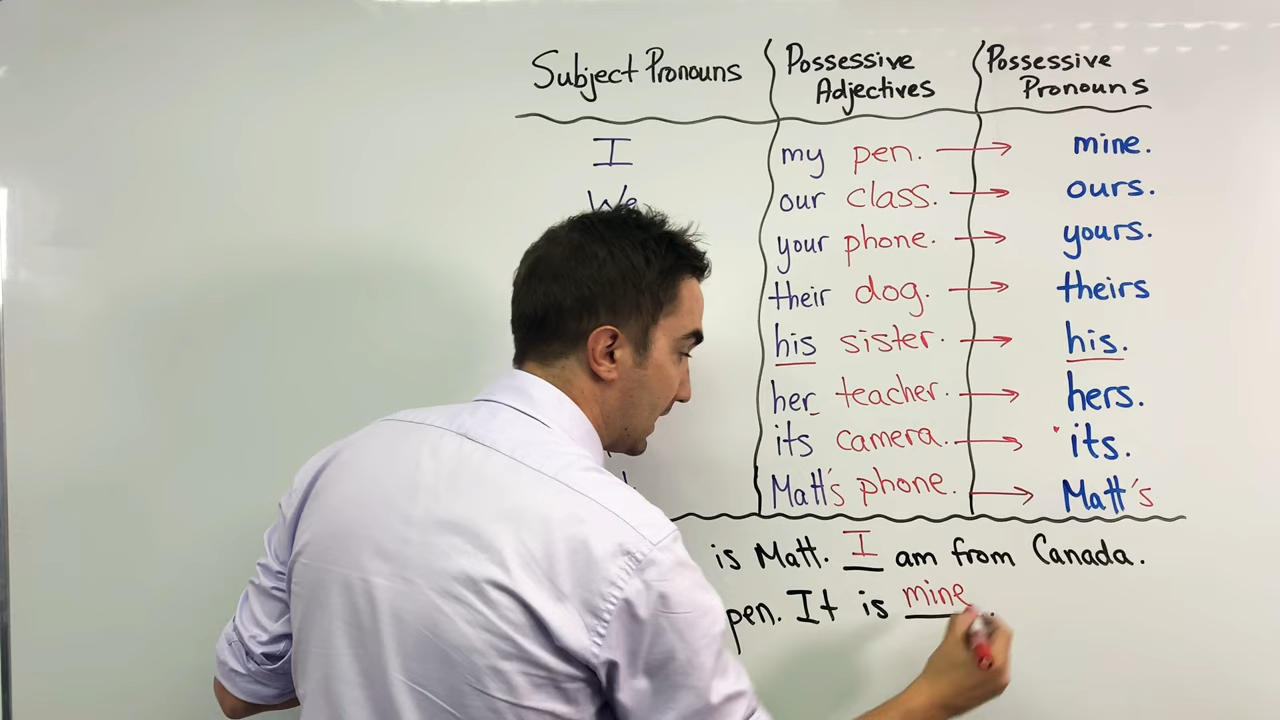 Subject Pronouns Possessive Adjectives Possessive Pronouns
I my pen. → mine.
We our class. → ours.
your phone. → yours.
their dog. → theirs
his sister. → his.
her teacher. → hers.
its camera. → its.
Matt's phone. → Matt's
is Matt. I am from Canada.
pen. It is mine.